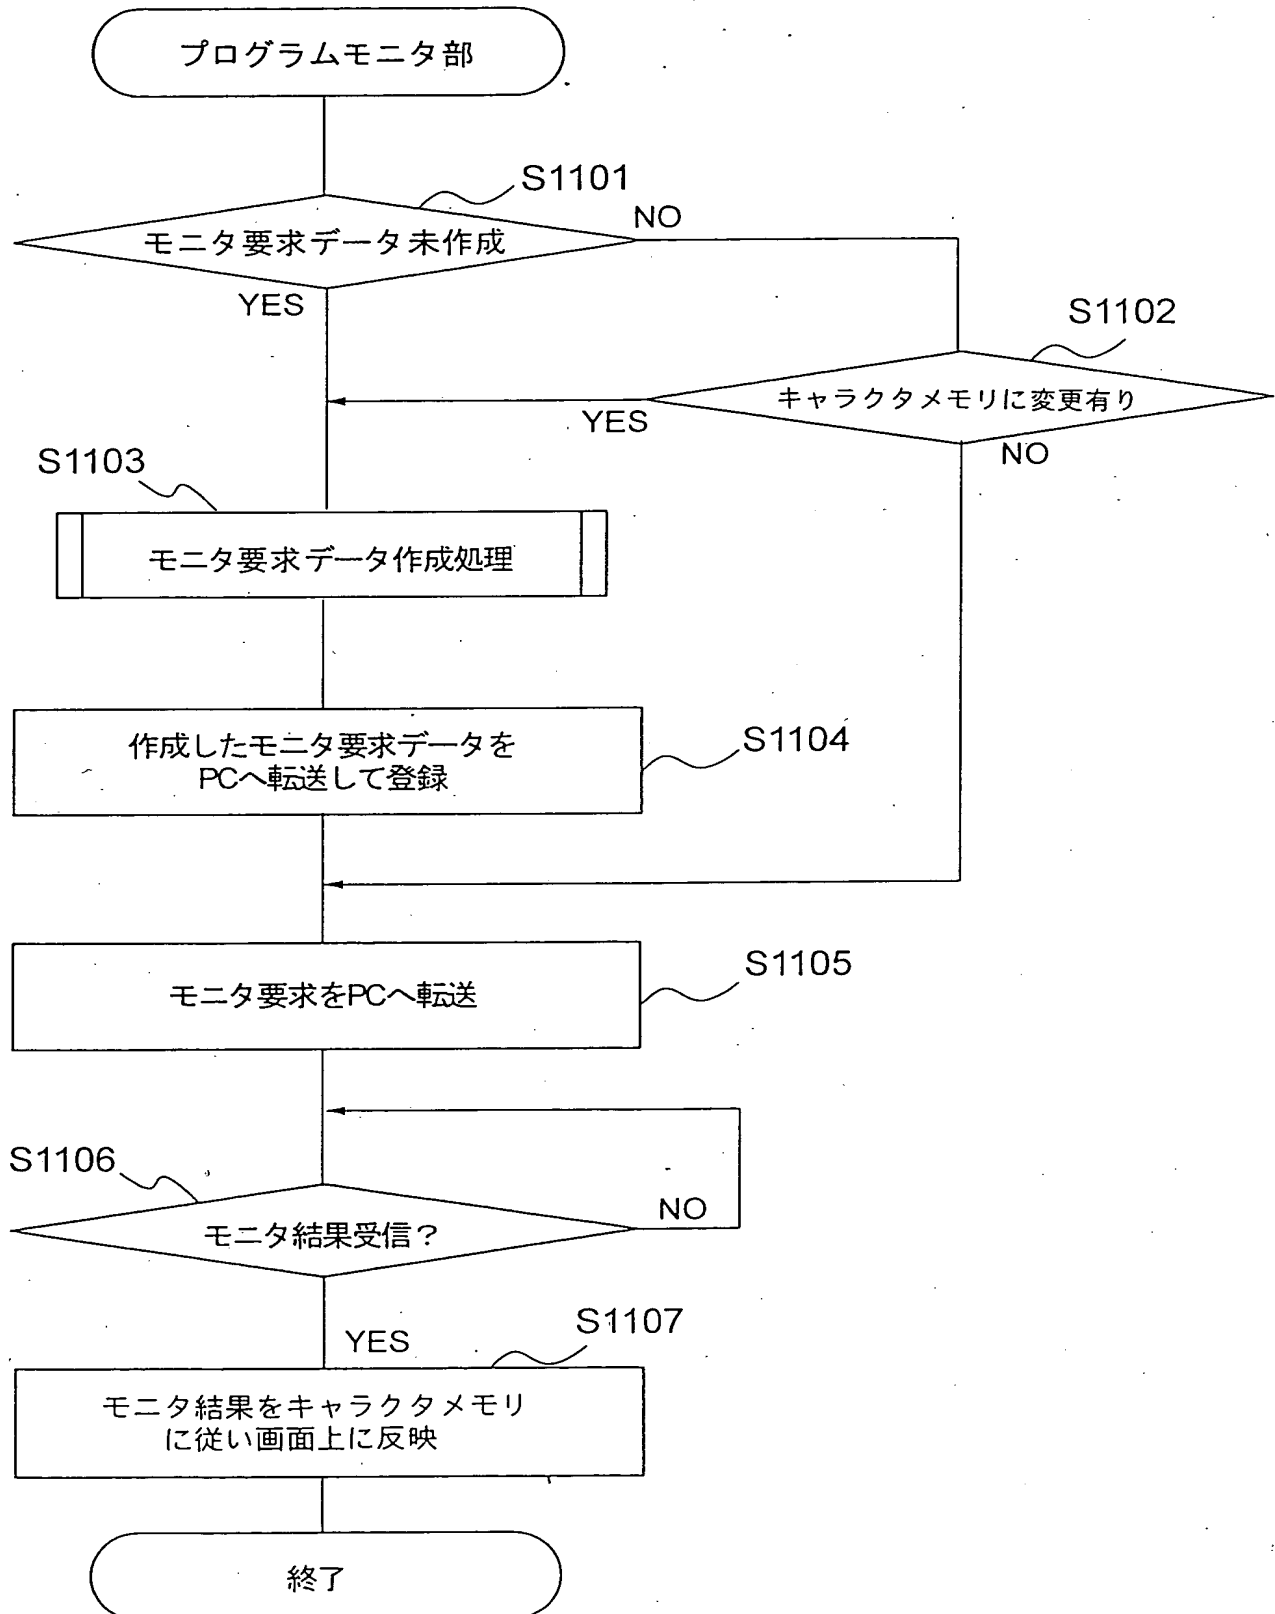 プログラムモニタ部
S1101
モニタ要求データ未作成
NO
YES
S1102
キャラクタメモリに変更有り
YES
NO
S1103
モニタ要求データ作成処理
作成したモニタ要求データを
PCへ転送して登録
S1104
モニタ要求をPCへ転送
S1105
S1106
モニタ結果受信？
NO
YES
S1107
モニタ結果をキャラクタメモリ
に従い画面上に反映
終了